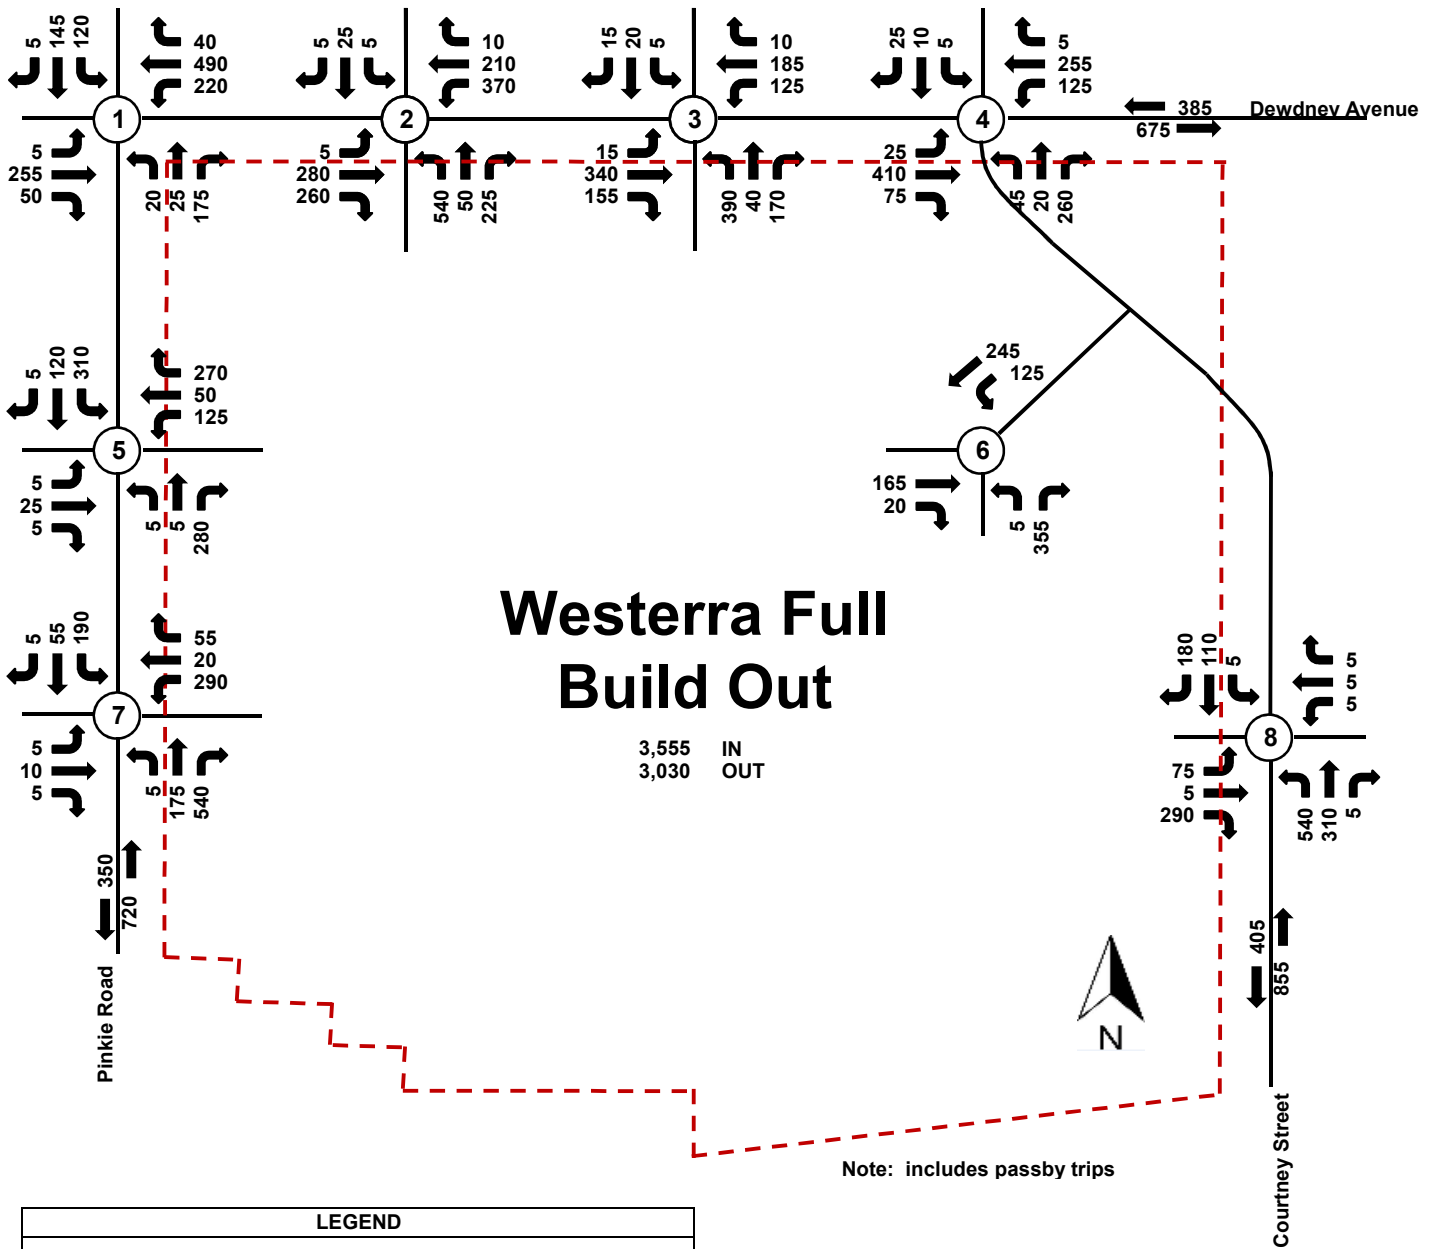 5 145 120
40
490
220
5 25 5
10
210
370
15 20 5
10
185
125
25 10 5
5
255
125
1
2
3
4
385
675
Dewdney Avenue
5
255
50
20 25 175
5
280
260
540 50 225
15
340
155
390 40 170
25
410
75
45 20 260
5 120 310
270
50
125
245
125
5
6
5
25
5
5 5 280
165
20
5 355
Westerra Full
Build Out
3,555 IN
3,030 OUT
5 55 190
55
20
290
7
5
10
5
5 175 540
180 110 5
5
5
5
8
75
5
290
540 310 5
350
720
405
855
Pinkie Road
N
Courtney Street
Note: includes passby trips
LEGEND